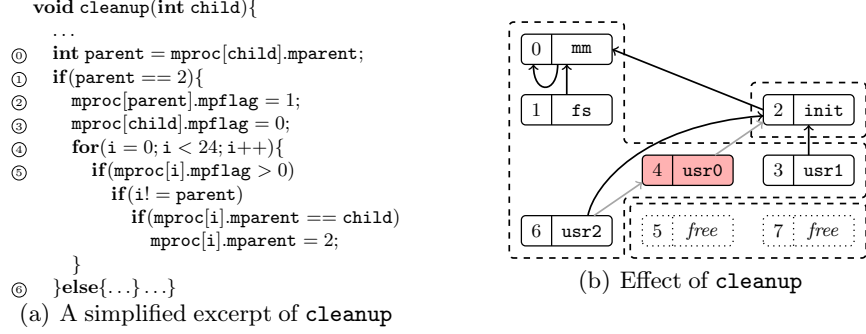 void cleanup(int child){
...
⓪ int parent = mproc[child].mparent;
① if(parent == 2){
② mproc[parent].mpflag = 1;
③ mproc[child].mpflag = 0;
④ for(i = 0; i < 24; i++){
⑤ if(mproc[i].mpflag > 0)
if(i! = parent)
if(mproc[i].mparent == child)
mproc[i].mparent = 2;
}
⑥ }else{...}...}
(a) A simplified excerpt of cleanup
0 mm
1 fs
2 init
4 usr0
3 usr1
6 usr2
5 free
7 free
(b) Effect of cleanup